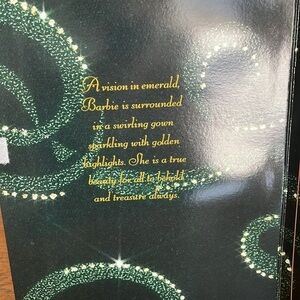 A vision in emerald,
Barbie is surrounded
in a swirling gown
sparkling with golden
highlights. She is a true
beauty for all to behold
and treasure always.